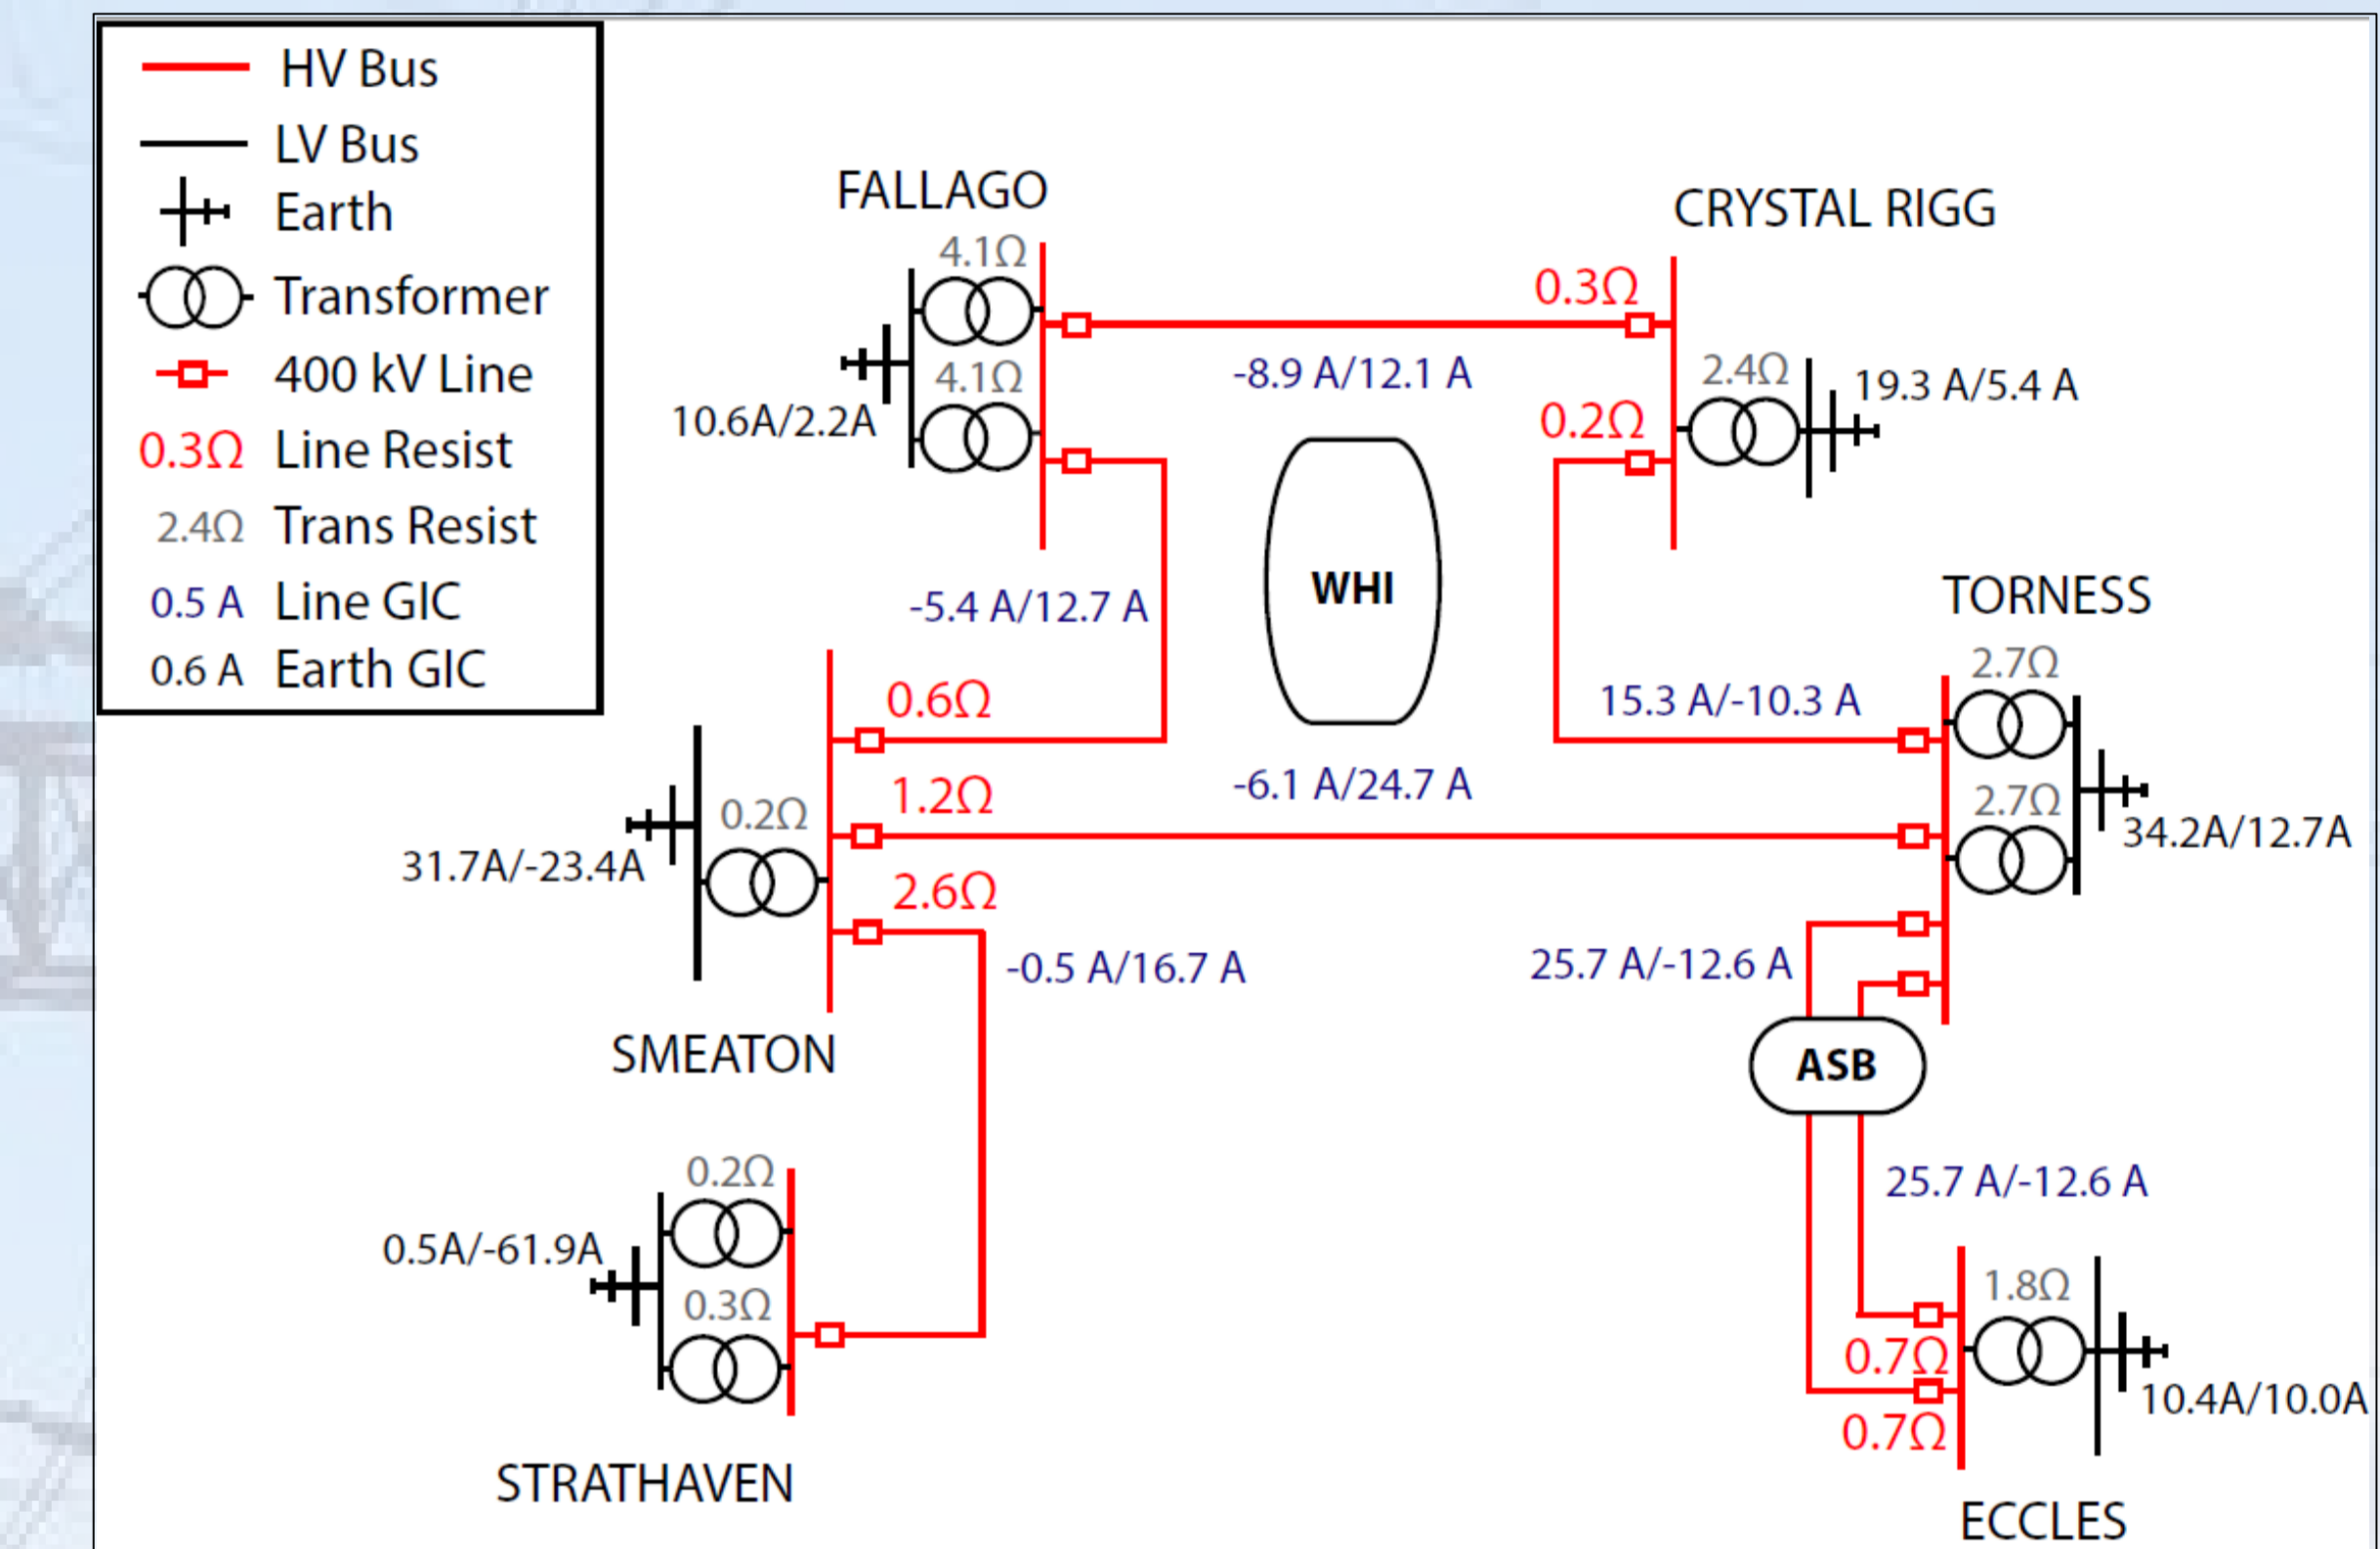 HV Bus
LV Bus
Earth
Transformer
400 kV Line
0.3Ω Line Resist
2.4Ω Trans Resist
0.5 A Line GIC
0.6 A Earth GIC
FALLAGO
4.1Ω
4.1Ω
10.6A/2.2A
CRYSTAL RIGG
0.3Ω
-8.9 A/12.1 A
0.2Ω
2.4Ω
19.3 A/5.4 A
WHI
-5.4 A/12.7 A
TORNESS
2.7Ω
15.3 A/-10.3 A
2.7Ω
34.2A/12.7A
0.6Ω
-6.1 A/24.7 A
1.2Ω
0.2Ω
31.7A/-23.4A
2.6Ω
-0.5 A/16.7 A
SMEATON
25.7 A/-12.6 A
ASB
25.7 A/-12.6 A
0.2Ω
0.5A/-61.9A
0.3Ω
STRATHAVEN
1.8Ω
0.7Ω
10.4A/10.0A
0.7Ω
ECCLES